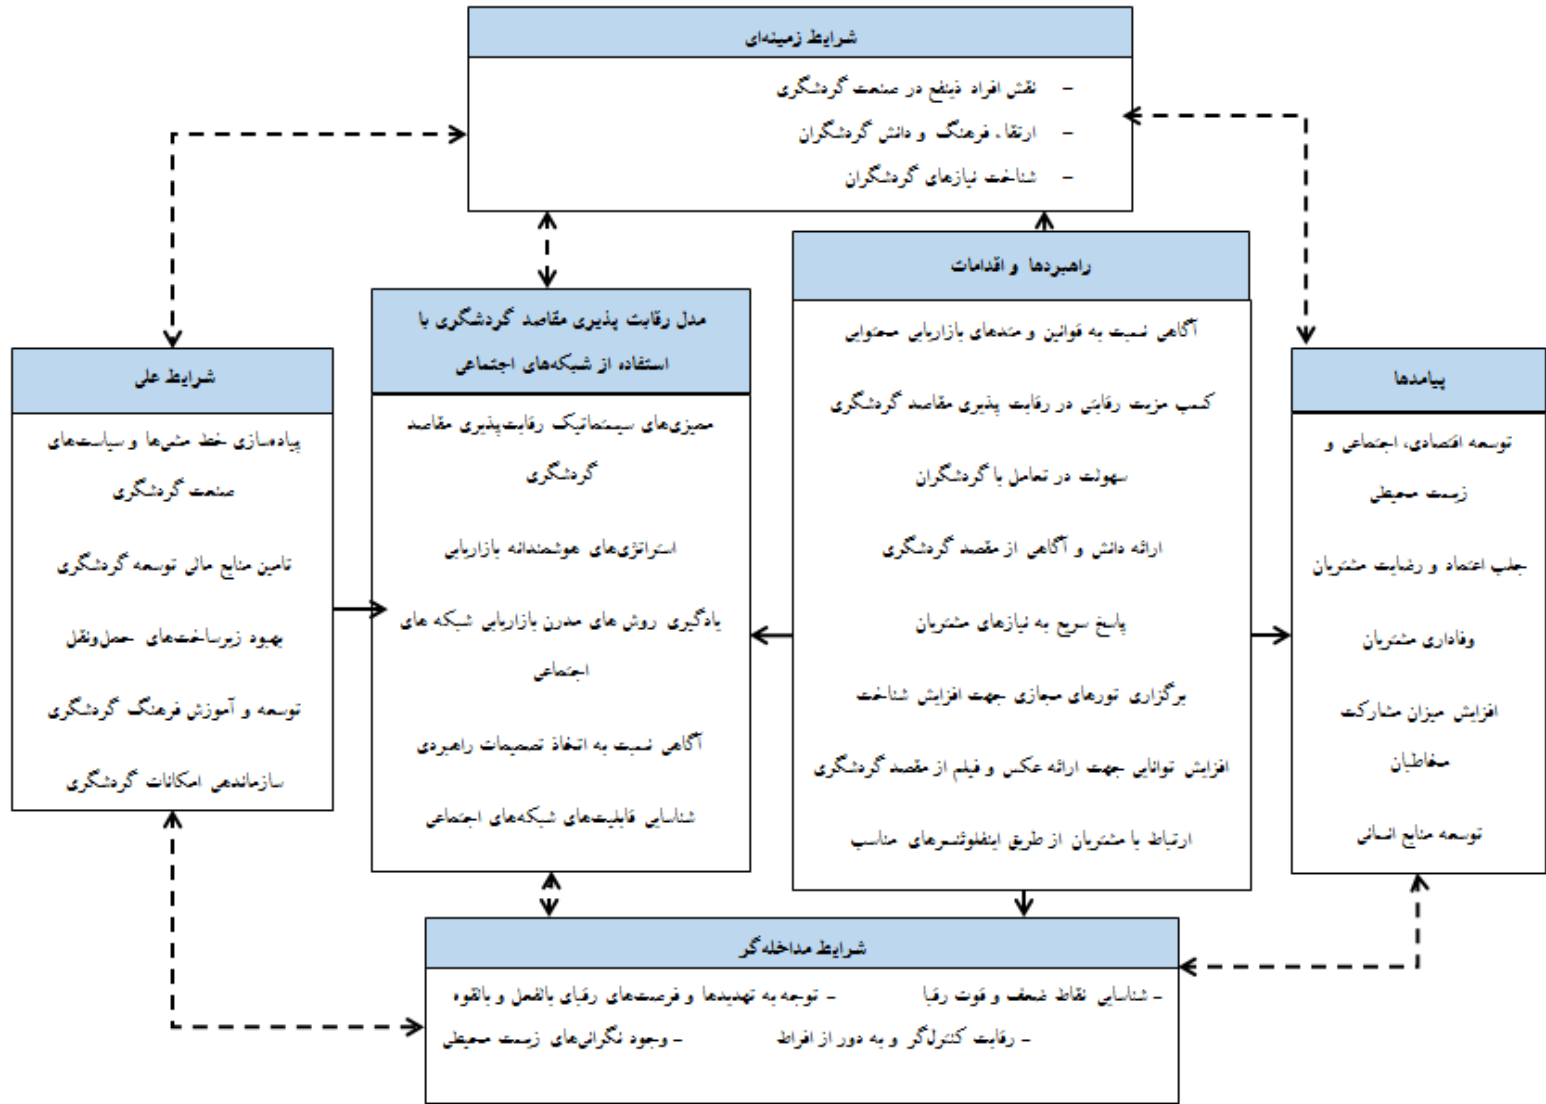 شرایط زمینه‌ای
- نقش افراد ذینفع در صنعت گردشگری
- ارتقاء فرهنگ و دانش گردشگران
- شناخت نیازهای گردشگران
راهبردها و اقدامات
آگاهی نسبت به قوانین و متدهای بازاریابی محتوایی
کسب مزیت رقابتی در رقابت پذیری مقاصد گردشگری
سهولت در تعامل با گردشگران
ارائه دانش و آگاهی از مقصد گردشگری
پاسخ سریع به نیازهای مشتریان
برگزاری تورهای مجازی جهت افزایش شناخت
افزایش توانایی جهت ارائه عکس و فیلم از مقصد گردشگری
ارتباط با مشتریان از طریق اینفلوئنسرهای مناسب
مدل رقابت پذیری مقاصد گردشگری با
استفاده از شبکه‌های اجتماعی
ممیزی‌های سیستماتیک رقابت‌پذیری مقاصد
گردشگری
استراتژی‌های هوشمندانه بازاریابی
یادگیری روش های مدرن بازاریابی شبکه های
اجتماعی
آگاهی نسبت به اتخاذ تصمیمات راهبردی
شناسایی قابلیت‌های شبکه‌های اجتماعی
شرایط علی
پیاده‌سازی خط مشی‌ها و سیاست‌های
صنعت گردشگری
تامین منابع مالی توسعه گردشگری
بهبود زیرساخت‌های حمل‌ونقل
توسعه و آموزش فرهنگ گردشگری
سازماندهی امکانات گردشگری
پیامدها
توسعه اقتصادی، اجتماعی و
زیست محیطی
جلب اعتماد و رضایت مشتریان
وفاداری مشتریان
افزایش میزان مشارکت
مخاطبان
توسعه منابع انسانی
شرایط مداخله‌گر
- شناسایی نقاط ضعف و قوت رقبا - توجه به تهدیدها و فرصت‌های رقبای بالفعل و بالقوه
- رقابت کنترل‌گر و به دور از افراط - وجود نگرانی‌های زیست محیطی